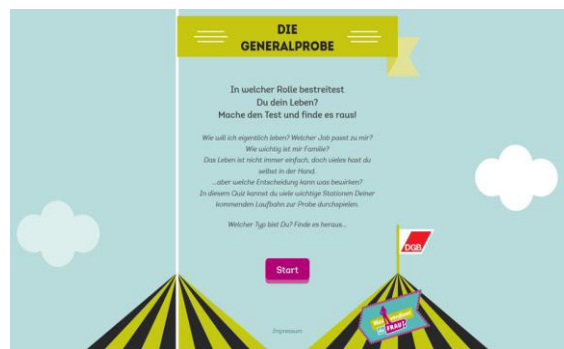 DIE
GENERALPROBE
In welcher Rolle bestreitest
Du dein Leben?
Mache den Test und finde es raus!
Wie will ich eigentlich leben? Welcher Job passt zu mir?
Wie wichtig ist mir Familie?
Das Leben ist nicht immer einfach, doch vieles hast du
selbst in der Hand.
...aber welche Entscheidung kann was bewirken?
In diesem Quiz kannst du viele wichtige Stationen Deiner
kommenden Laufbahn zur Probe durchspielen.
Welcher Typ bist Du? Finde es heraus...
DGB
Start
Was verdient
die FRAU?
Impressum